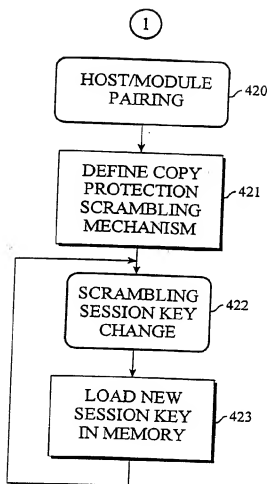 1
HOST/MODULE
PAIRING
420
DEFINE COPY
PROTECTION
SCRAMBLING
MECHANISM
421
SCRAMBLING
SESSION KEY
CHANGE
422
LOAD NEW
SESSION KEY
IN MEMORY
423